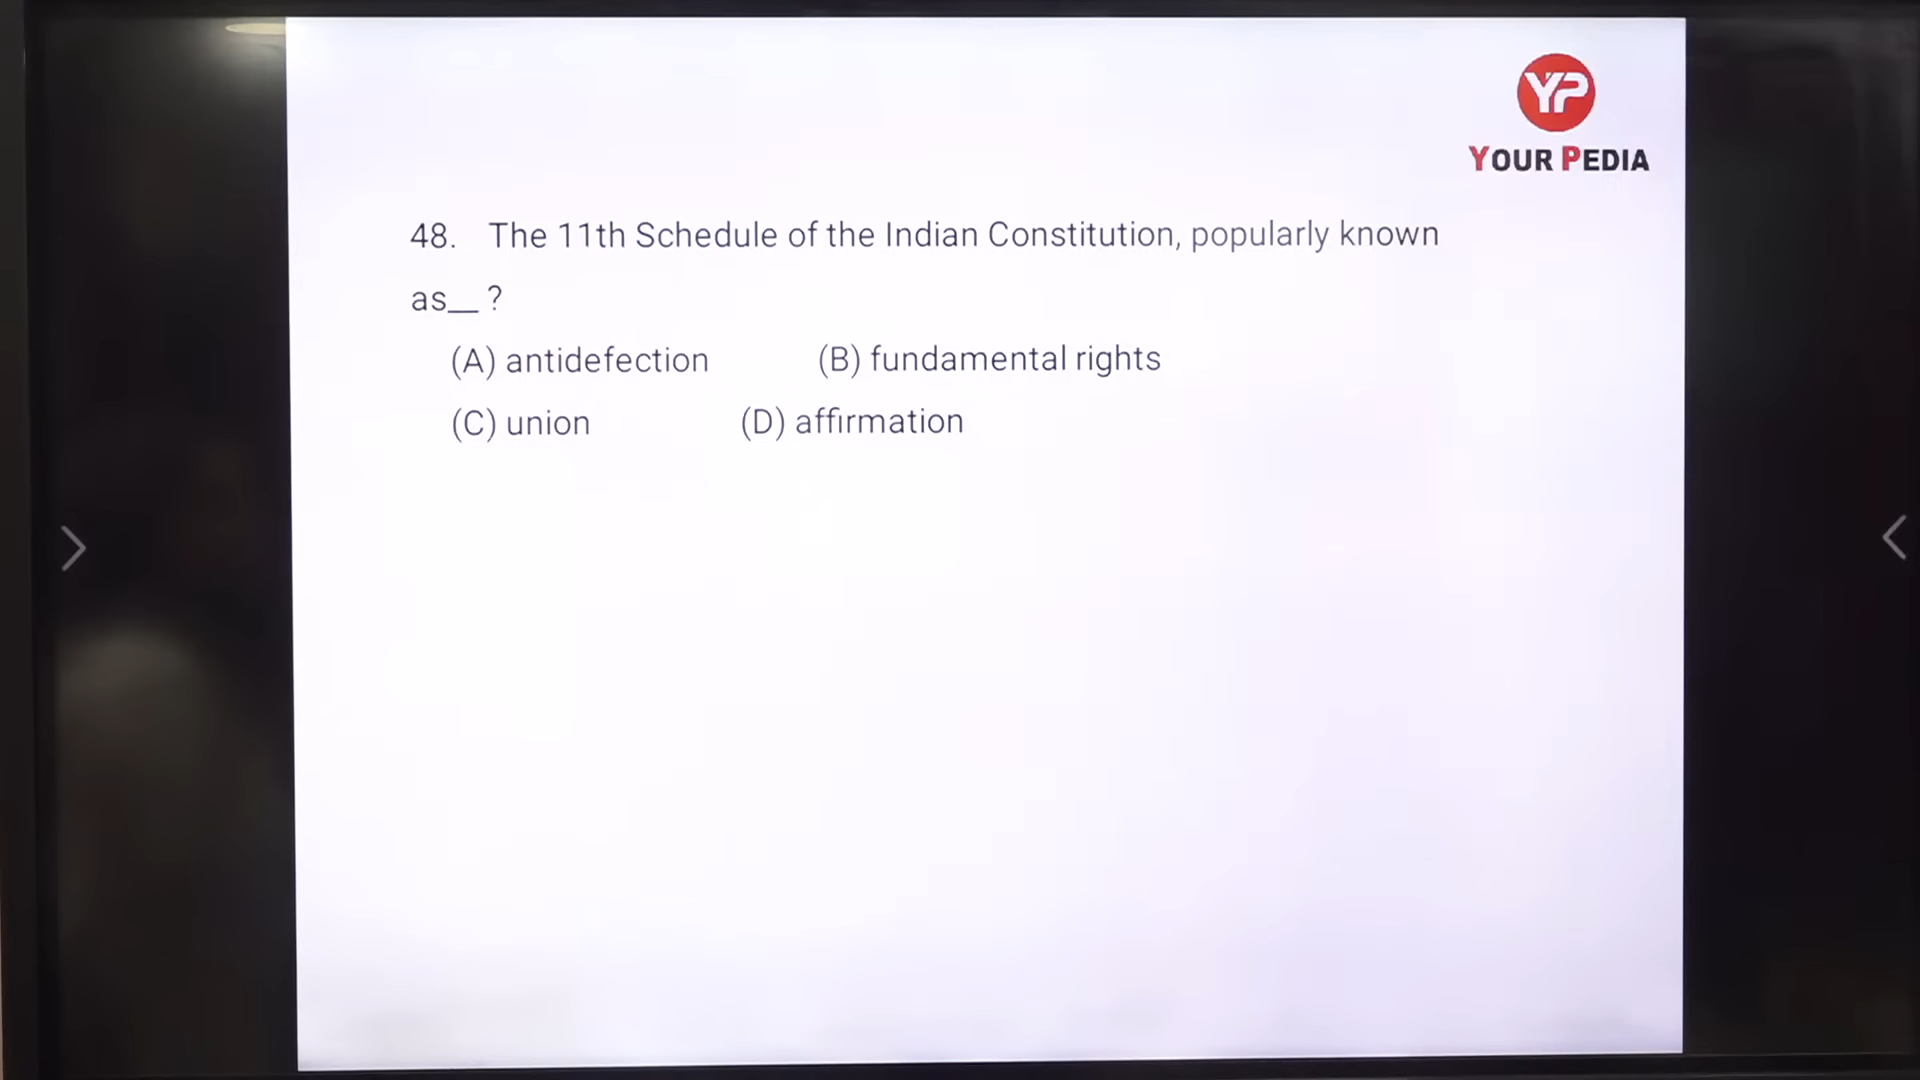 YP
YOUR PEDIA
48. The 11th Schedule of the Indian Constitution, popularly known
as__ ?
(A) antidefection (B) fundamental rights
(C) union (D) affirmation